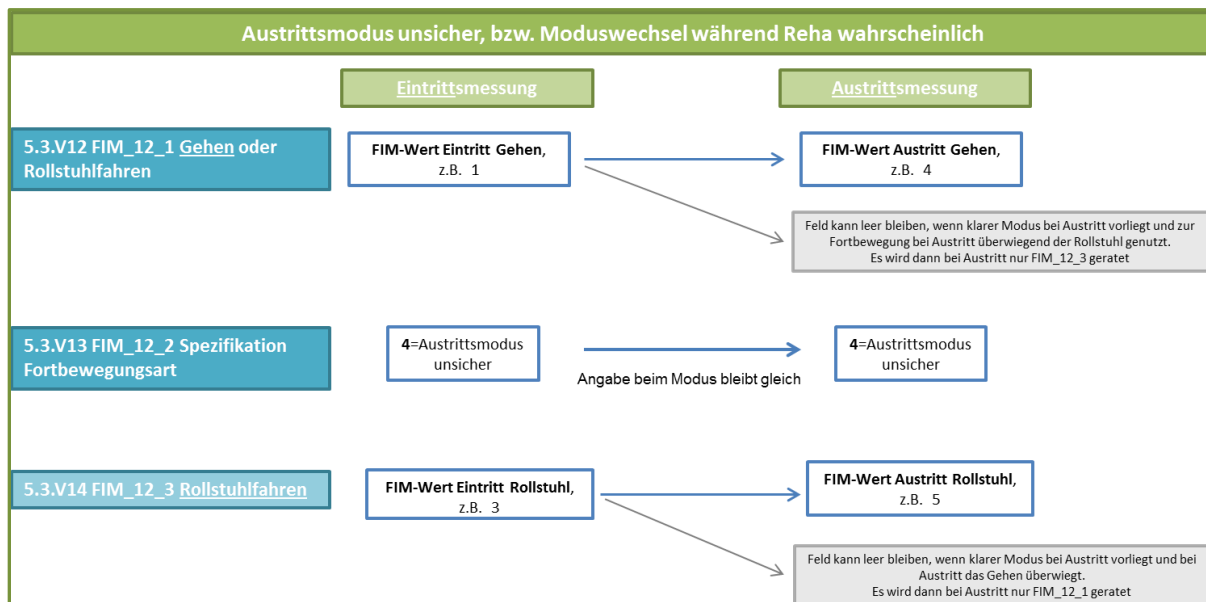 Austrittsmodus unsicher, bzw. Moduswechsel während Reha wahrscheinlich
Eintrittsmessung
Austrittsmessung
5.3.V12 FIM_12_1 Gehen oder
Rollstuhlfahren
FIM-Wert Eintritt Gehen,
z.B. 1
FIM-Wert Austritt Gehen,
z.B. 4
Feld kann leer bleiben, wenn klarer Modus bei Austritt vorliegt und zur
Fortbewegung bei Austritt überwiegend der Rollstuhl genutzt.
Es wird dann bei Austritt nur FIM_12_3 geratet
5.3.V13 FIM_12_2 Spezifikation
Fortbewegungsart
4=Austrittsmodus
unsicher
Angabe beim Modus bleibt gleich
4=Austrittsmodus
unsicher
5.3.V14 FIM_12_3 Rollstuhlfahren
FIM-Wert Eintritt Rollstuhl,
z.B. 3
FIM-Wert Austritt Rollstuhl,
z.B. 5
Feld kann leer bleiben, wenn klarer Modus bei Austritt vorliegt und bei
Austritt das Gehen überwiegt.
Es wird dann bei Austritt nur FIM_12_1 geratet